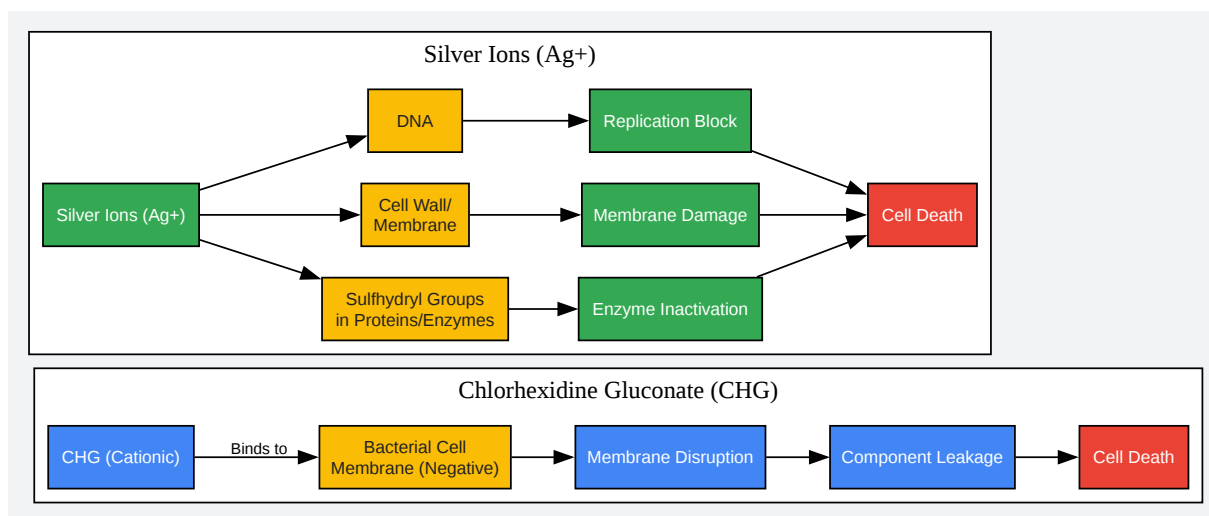 Silver Ions (Ag+)
DNA
Replication Block
Silver Ions (Ag+)
Cell Wall/
Membrane
Membrane Damage
Cell Death
Sulfhydryl Groups
in Proteins/Enzymes
Enzyme Inactivation
Chlorhexidine Gluconate (CHG)
CHG (Cationic)
Binds to
Bacterial Cell
Membrane (Negative)
Membrane Disruption
Component Leakage
Cell Death